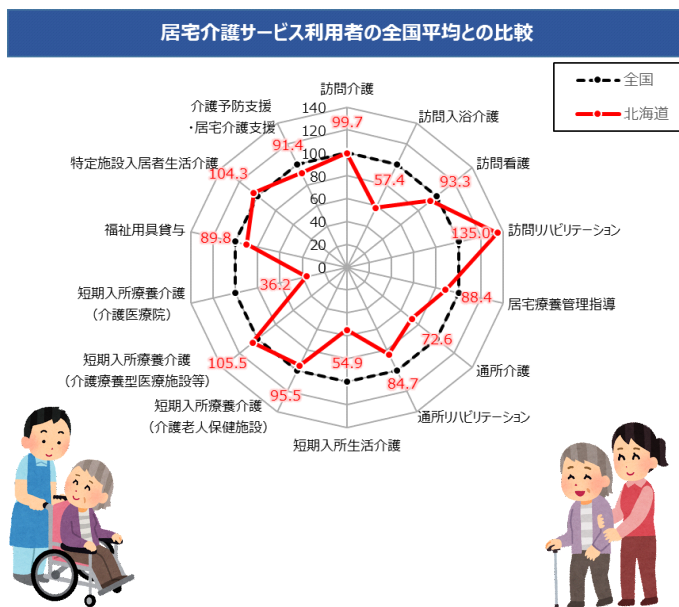 居宅介護サービス利用者の全国平均との比較
全国
北海道
訪問介護
訪問入浴介護
訪問看護
訪問リハビリテーション
居宅療養管理指導
通所介護
通所リハビリテーション
短期入所生活介護
短期入所療養介護
(介護老人保健施設)
短期入所療養介護
(介護療養型医療施設等)
短期入所療養介護
(介護医療院)
福祉用具貸与
特定施設入居者生活介護
介護予防支援
・居宅介護支援
140
120
100
80
60
40
20
0
99.7
57.4
93.3
135.0
88.4
72.6
84.7
54.9
95.5
105.5
36.2
89.8
104.3
91.4